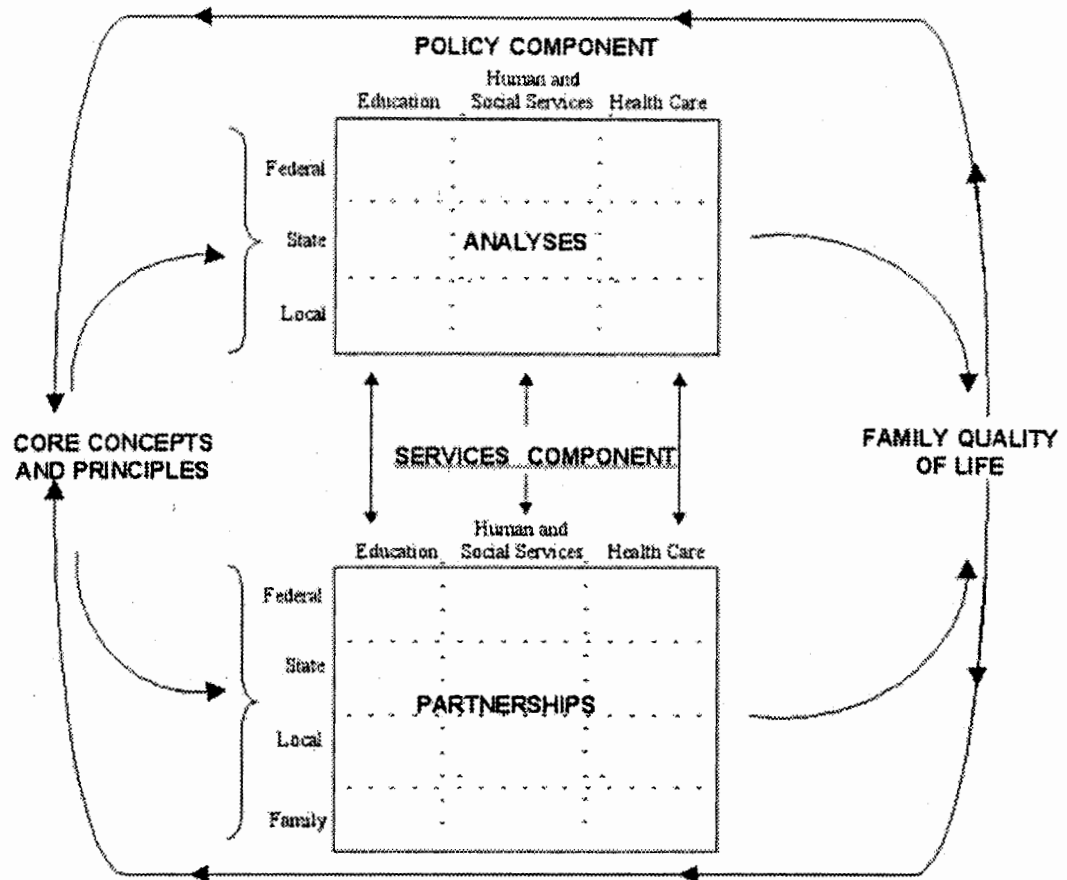 POLICY COMPONENT
Human and
Education Social Services Health Care
Federal
State
ANALYSES
Local
CORE CONCEPTS
AND PRINCIPLES
SERVICES COMPONENT
FAMILY QUALITY
OF LIFE
Human and
Education Social Services Health Care
Federal
State
PARTNERSHIPS
Local
Family